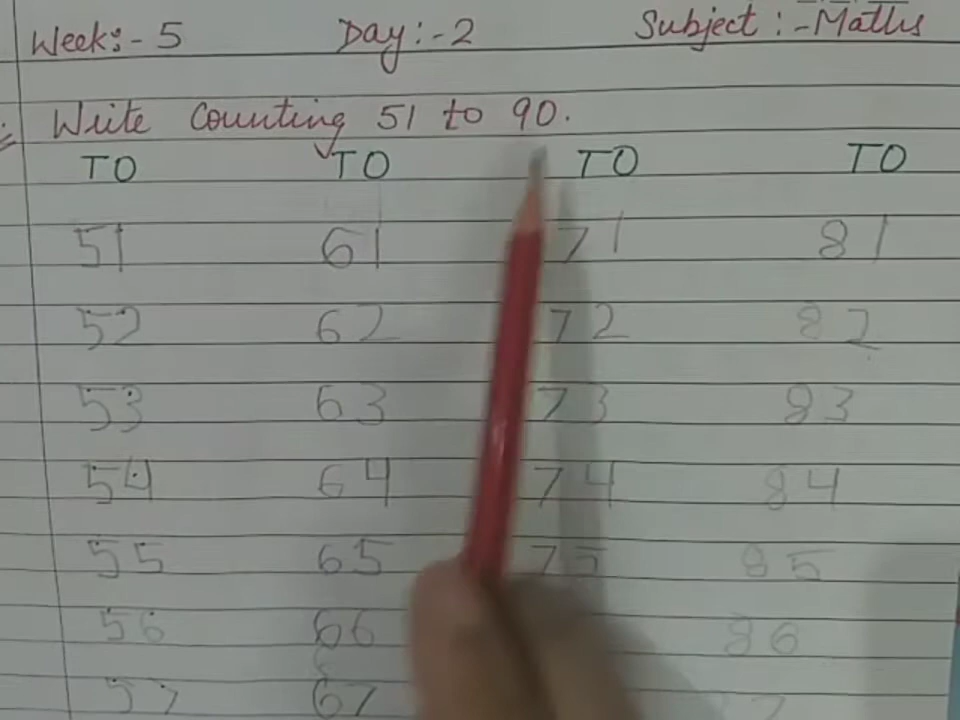 Week:- 5 Day:-2 Subject :-Maths
Write Counting 51 to 90.
TO TO TO TO
51 61 71 81
52 62 72 82
53 63 73 83
54 64 74 84
55 65 75 85
56 66 86
57 67